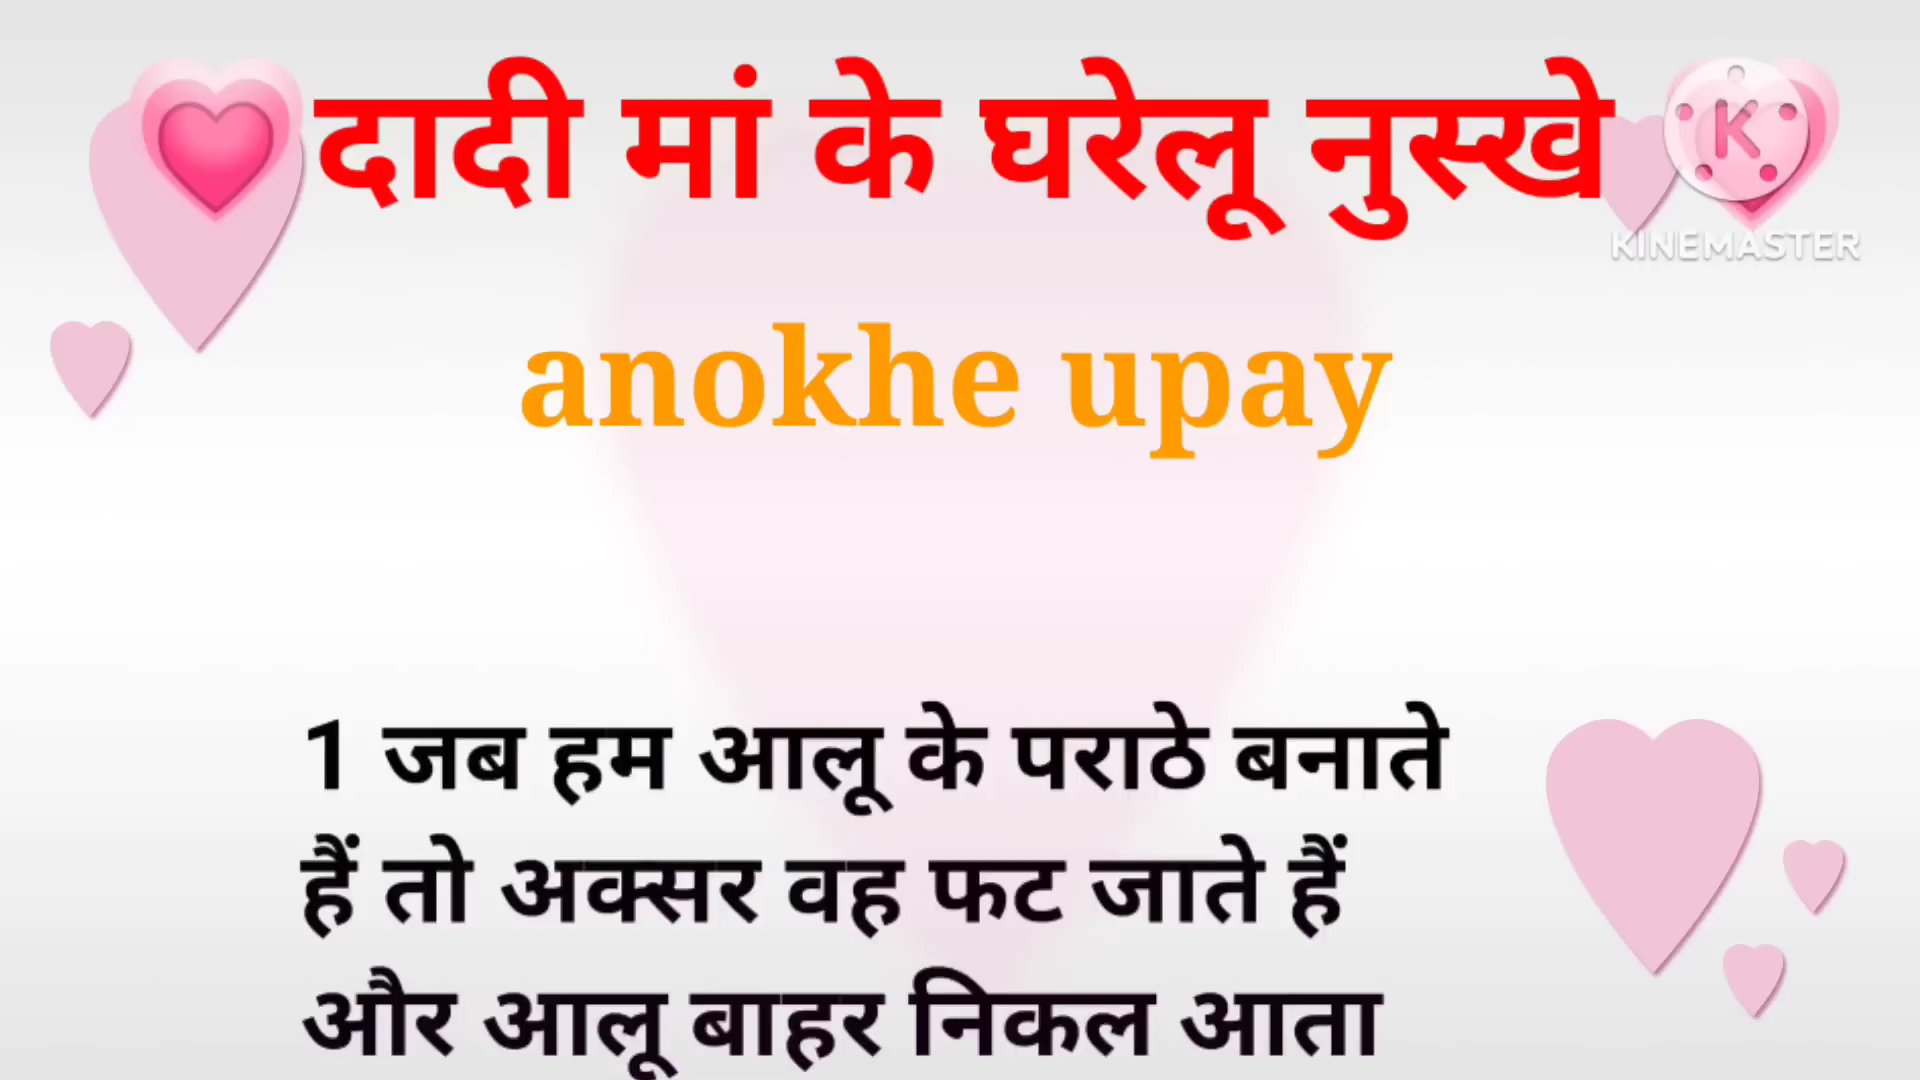 दादी मां के घरेलू नुस्खे
K
KINEMASTER
anokhe upay
1 जब हम आलू के पराठे बनाते
हैं तो अक्सर वह फट जाते हैं
और आलू बाहर निकल आता